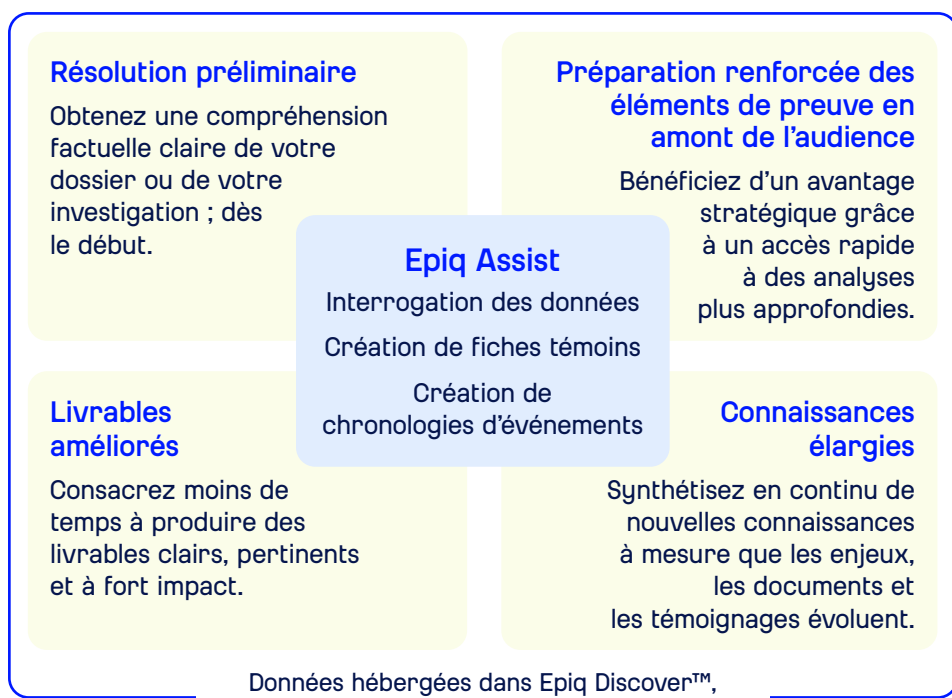 Résolution préliminaire
Obtenez une compréhension
factuelle claire de votre
dossier ou de votre
investigation ; dès
le début.
Préparation renforcée des
éléments de preuve en
amont de l’audience
Bénéficiez d’un avantage
stratégique grâce
à un accès rapide
à des analyses
plus approfondies.
Epiq Assist
Interrogation des données
Création de fiches témoins
Création de
chronologies d’événements
Livrables
améliorés
Consacrez moins de
temps à produire des
livrables clairs, pertinents
et à fort impact.
Connaissances
élargies
Synthétisez en continu de
nouvelles connaissances
à mesure que les enjeux,
les documents et
les témoignages évoluent.
Données hébergées dans Epiq Discover™,